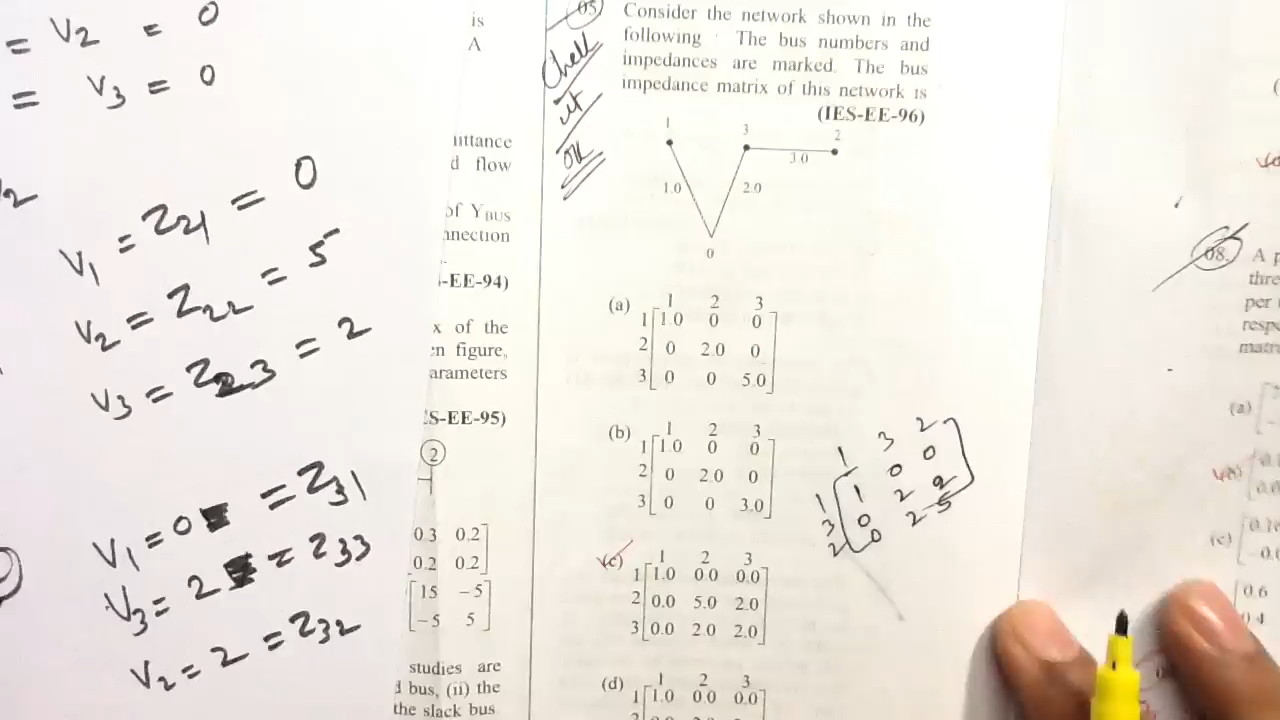 = V2 = 0
= V3 = 0
V1 = Z21 = 0
V2 = Z22 = 5
V3 = Z23 = 2
V1 = 0 = Z31
V3 = 2 = Z33
V2 = 2 = Z32
is
A
ittance
d flow
of YBUS
nnection
-EE-94)
x of the
en figure,
arameters
S-EE-95)
2
0.3 0.2
0.2 0.2
15 -5
-5 5
studies are
d bus, (ii) the
the slack bus
05
Check
it
OK
Consider the network shown in the
following The bus numbers and
impedances are marked. The bus
impedance matrix of this network is
(IES-EE-96)
1 3 2
3.0
1.0 2.0
0
(a) 1 2 3
1 1.0 0 0
2 0 2.0 0
3 0 0 5.0
(b) 1 2 3
1 1.0 0 0
2 0 2.0 0
3 0 0 3.0
(c) 1 2 3
1 1.0 0.0 0.0
2 0.0 5.0 2.0
3 0.0 2.0 2.0
(d) 1 2 3
1 1.0 0.0 0.0
1 3 2
1 1 0 0
3 0 2 2
2 0 2 5
08. A p
thre
per
resp
matr
(a)
(c)
0.6